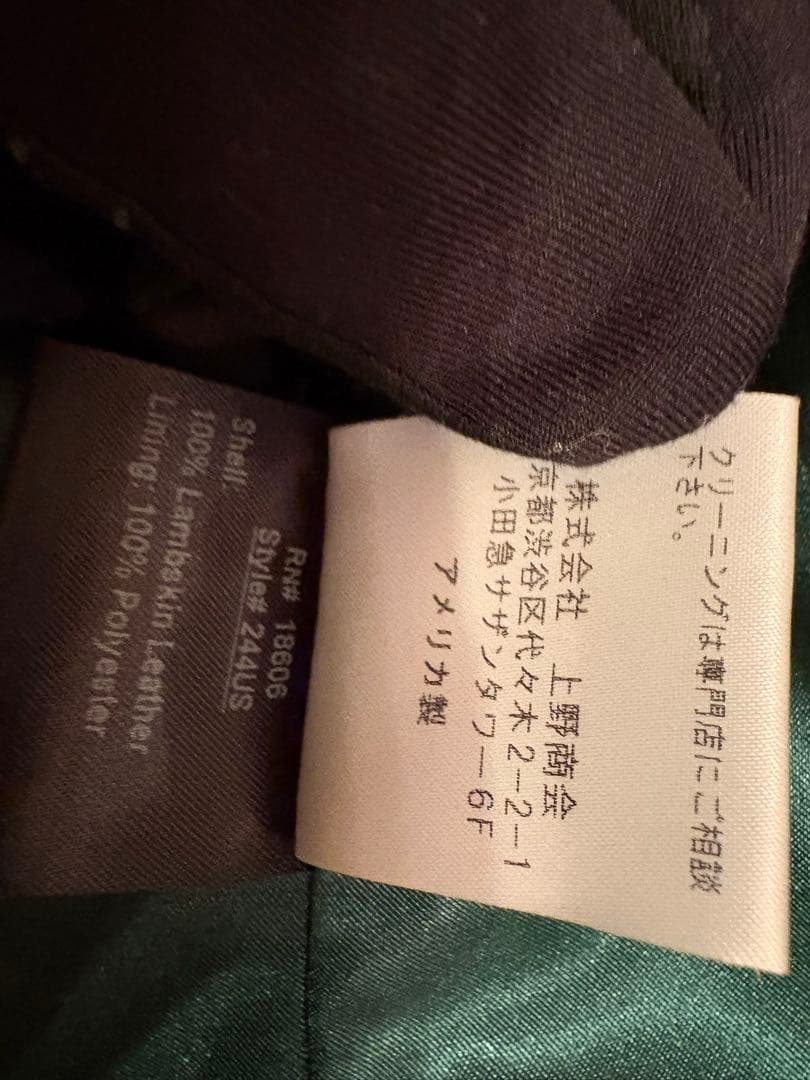 クリーニングは専門店にご相談
下さい。
株式会社 上野商会
京都渋谷区代々木2-2-1
小田急サザンタワー6F
アメリカ製
RN# 18606
Style# 244US
Shell:
100% Lambskin Leather
Lining: 100% Polyester